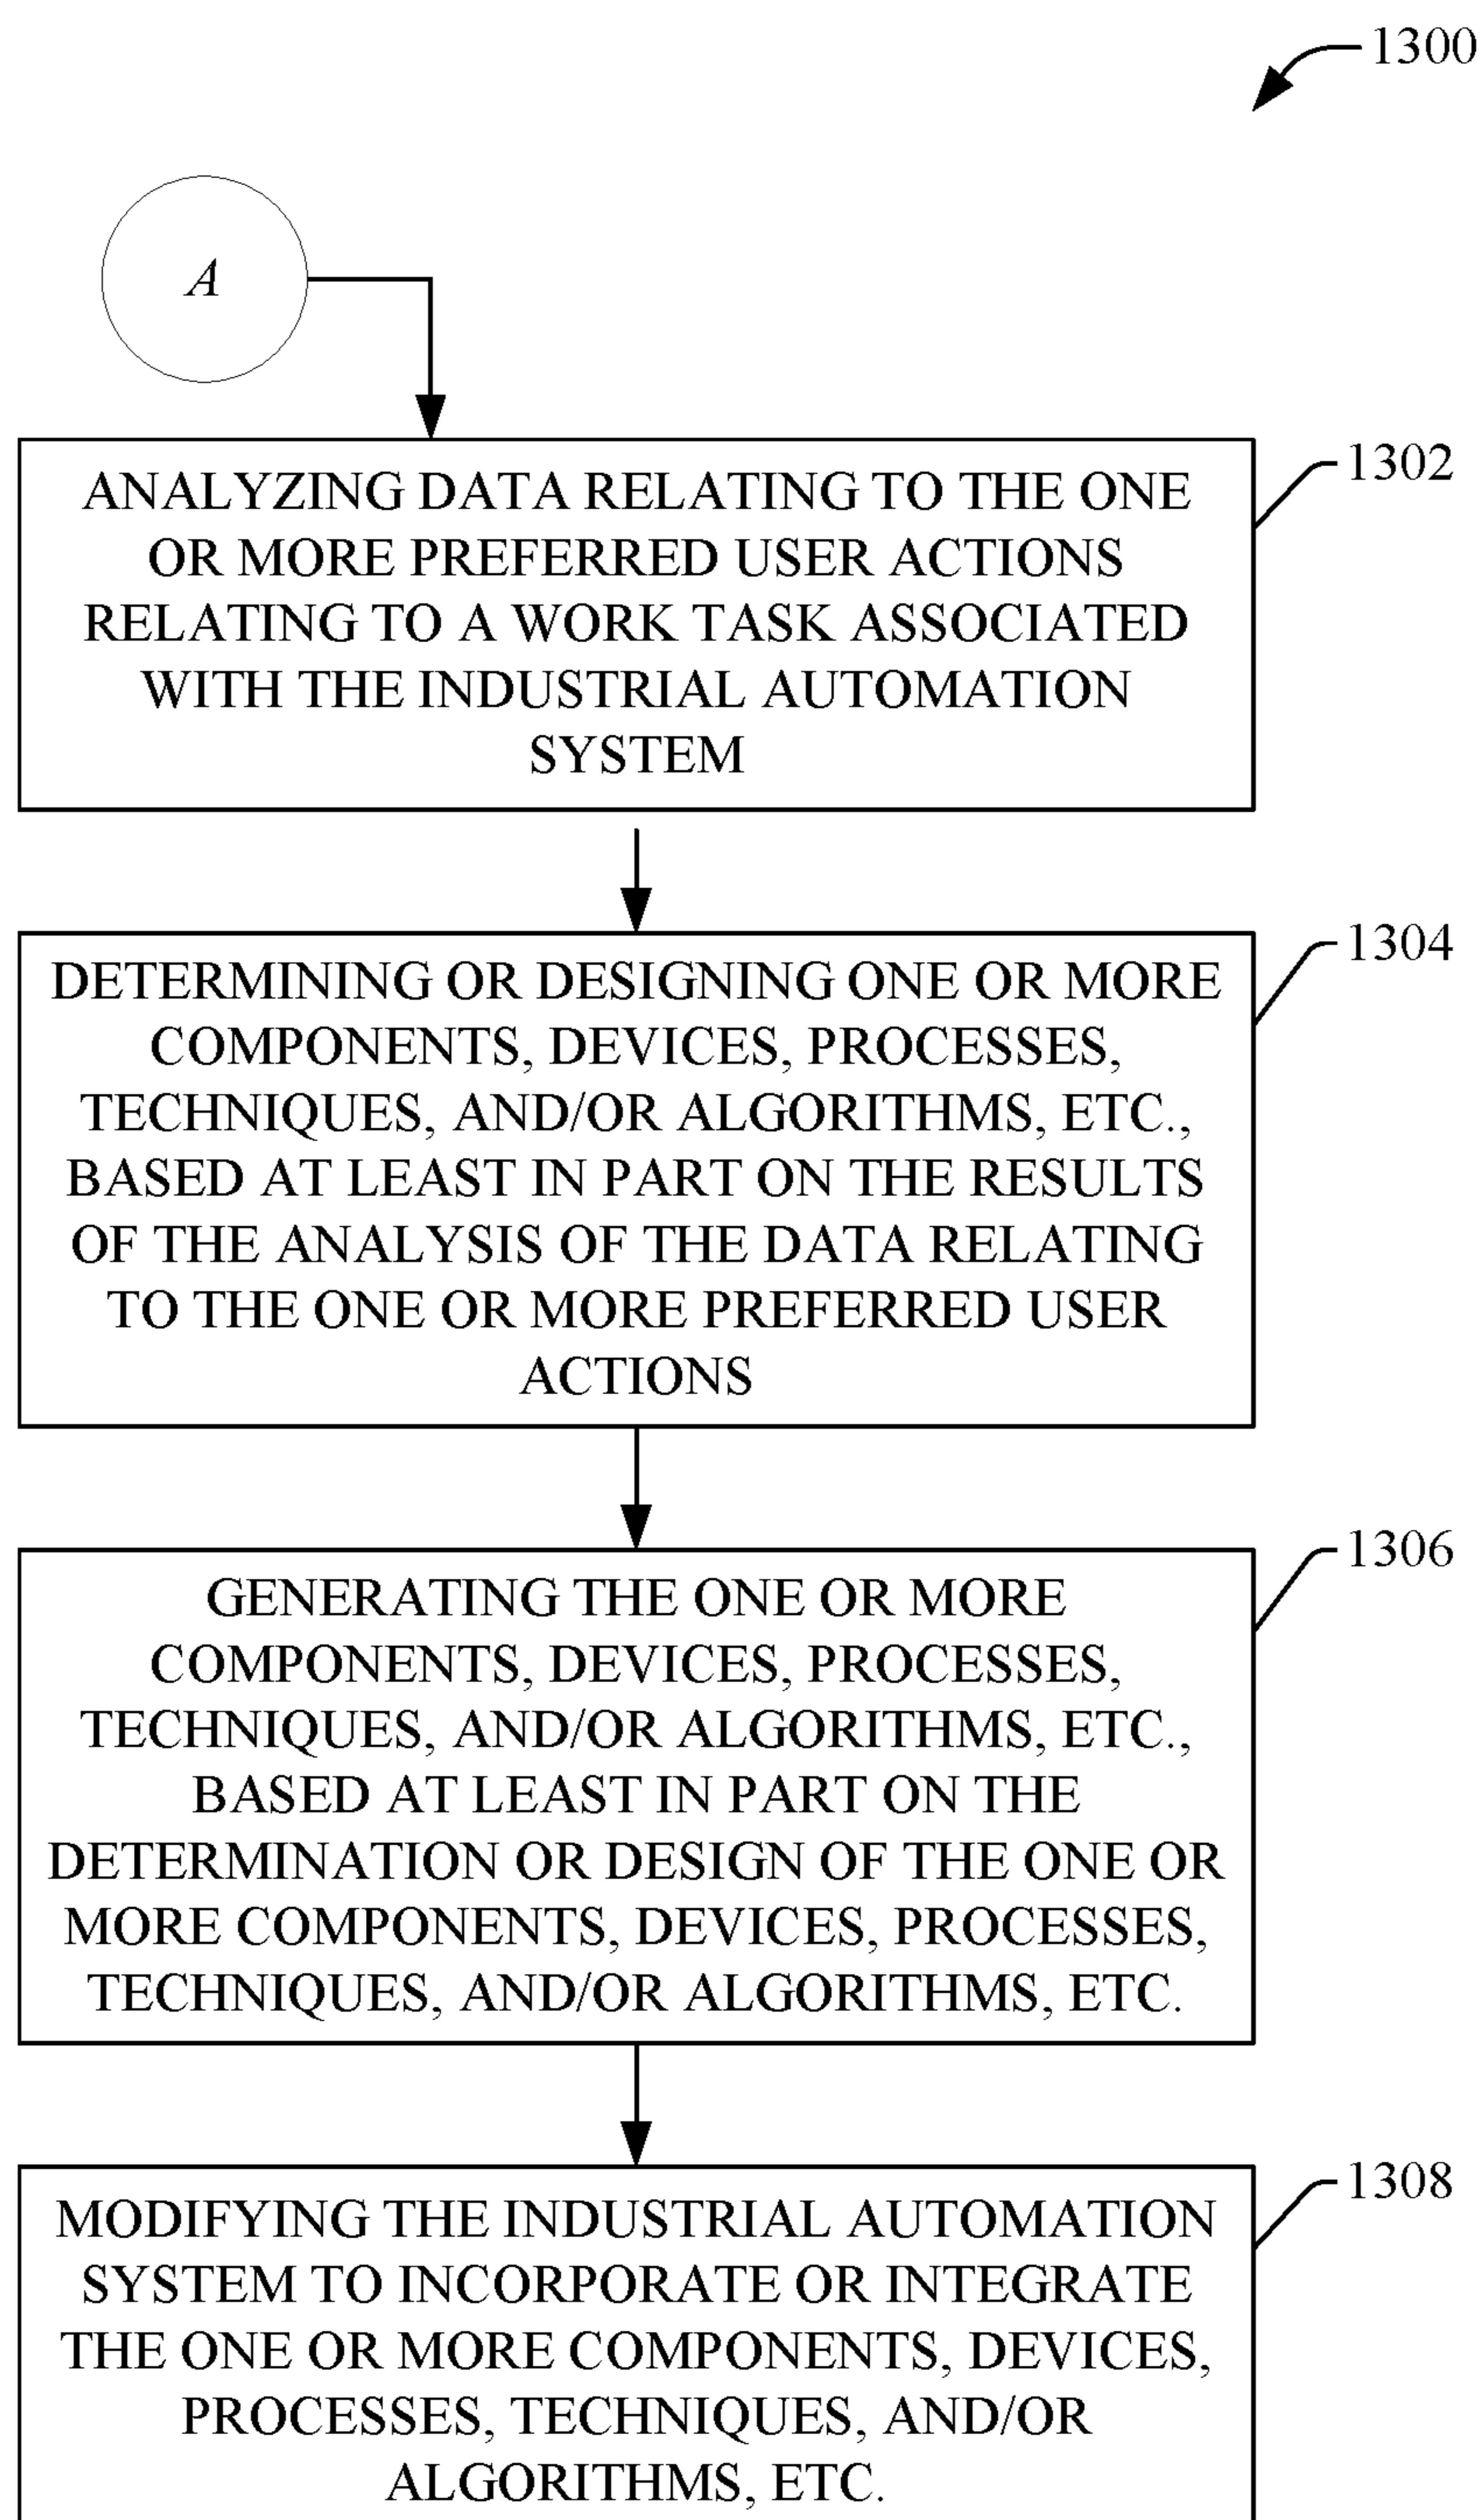 1300
A
ANALYZING DATA RELATING TO THE ONE
OR MORE PREFERRED USER ACTIONS
RELATING TO A WORK TASK ASSOCIATED
WITH THE INDUSTRIAL AUTOMATION
SYSTEM
1302
DETERMINING OR DESIGNING ONE OR MORE
COMPONENTS, DEVICES, PROCESSES,
TECHNIQUES, AND/OR ALGORITHMS, ETC.,
BASED AT LEAST IN PART ON THE RESULTS
OF THE ANALYSIS OF THE DATA RELATING
TO THE ONE OR MORE PREFERRED USER
ACTIONS
1304
GENERATING THE ONE OR MORE
COMPONENTS, DEVICES, PROCESSES,
TECHNIQUES, AND/OR ALGORITHMS, ETC.,
BASED AT LEAST IN PART ON THE
DETERMINATION OR DESIGN OF THE ONE OR
MORE COMPONENTS, DEVICES, PROCESSES,
TECHNIQUES, AND/OR ALGORITHMS, ETC.
1306
MODIFYING THE INDUSTRIAL AUTOMATION
SYSTEM TO INCORPORATE OR INTEGRATE
THE ONE OR MORE COMPONENTS, DEVICES,
PROCESSES, TECHNIQUES, AND/OR
ALGORITHMS, ETC.
1308